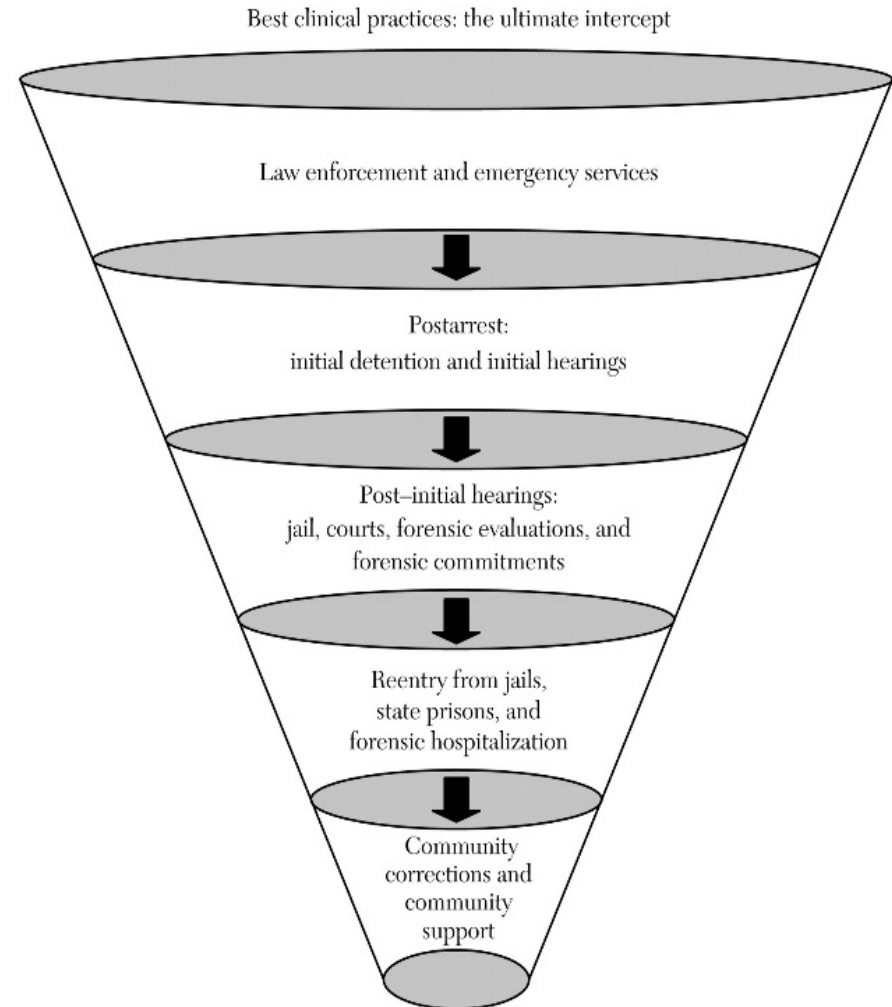 Best clinical practices: the ultimate intercept
Law enforcement and emergency services
Postarrest:
initial detention and initial hearings
Post–initial hearings:
jail, courts, forensic evaluations, and
forensic commitments
Reentry from jails,
state prisons, and
forensic hospitalization
Community
corrections and
community
support